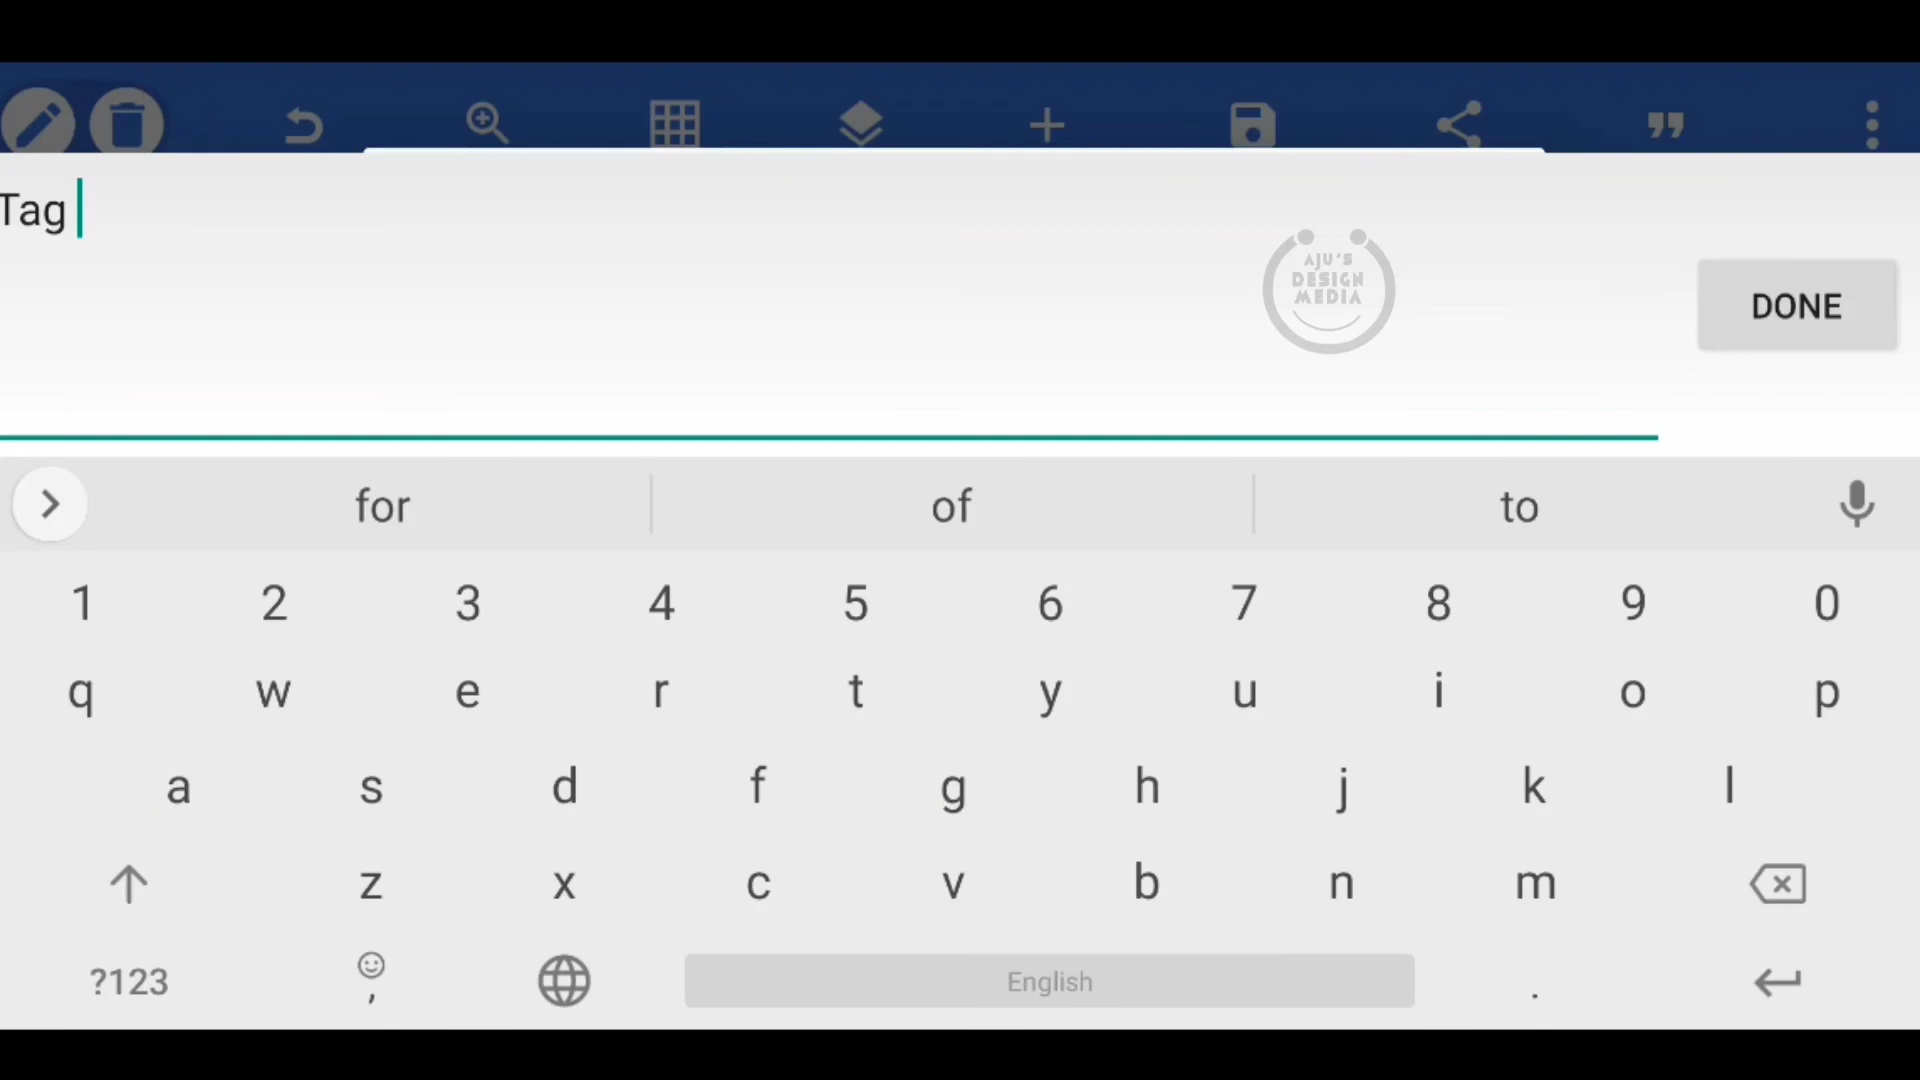 Tag
AJU'S
DESIGN
MEDIA
DONE
for of to
1 2 3 4 5 6 7 8 9 0
q w e r t y u i o p
a s d f g h j k l
z x c v b n m
?123 , English .